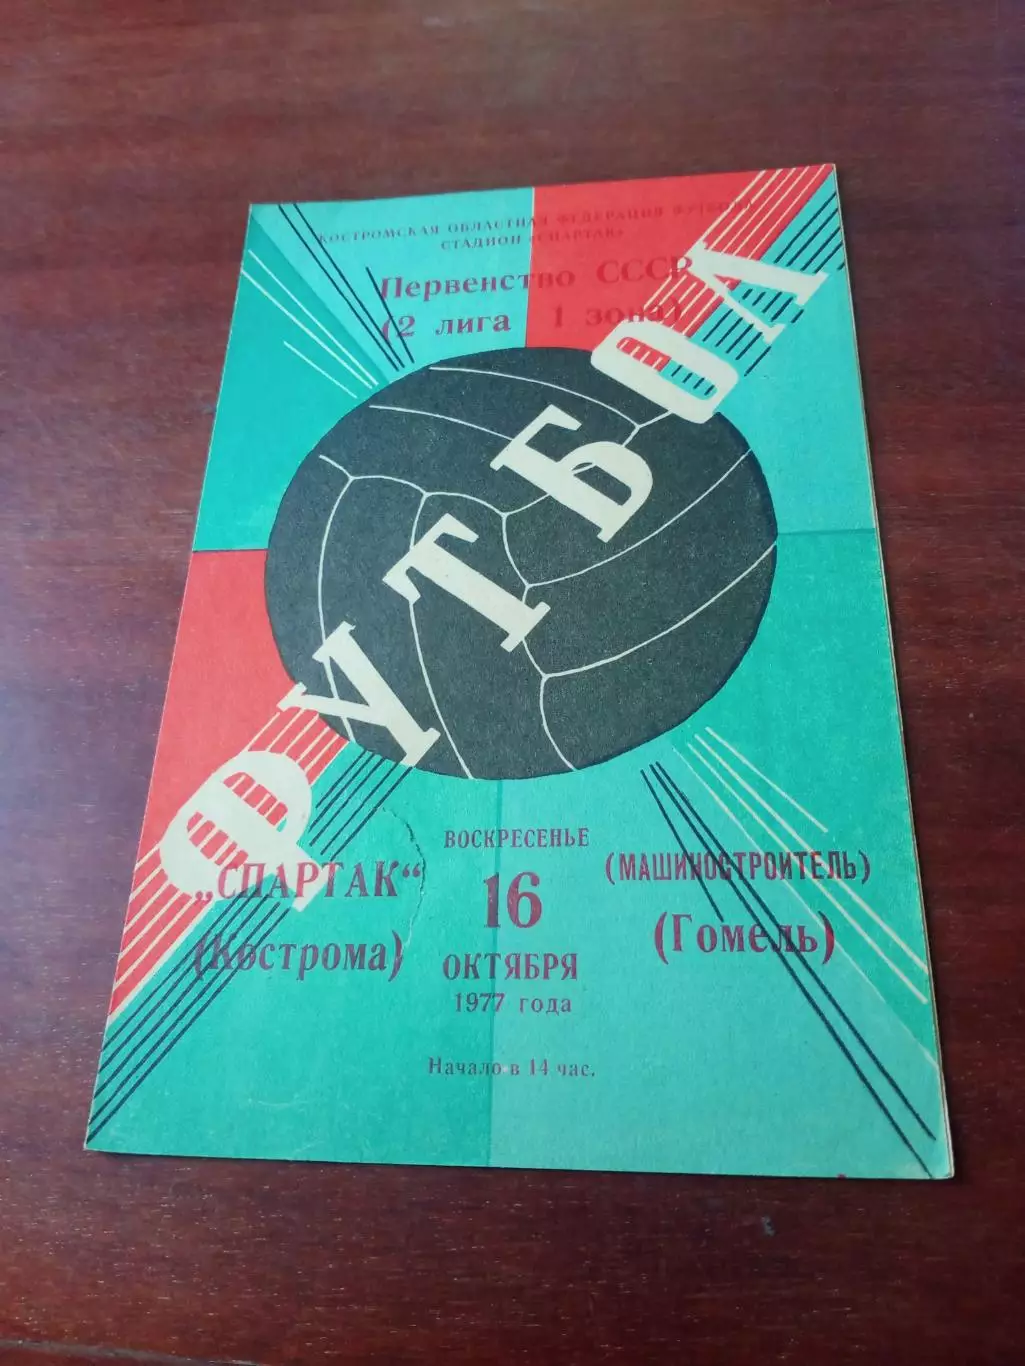 КОСТРОМСКАЯ ОБЛАСТНАЯ ФЕДЕРАЦИЯ ФУТБОЛА
СТАДИОН «СПАРТАК»
Первенство СССР
(2 лига 1 зона)
ФУТБОЛ
„СПАРТАК“
(Кострома)
ВОСКРЕСЕНЬЕ
16
ОКТЯБРЯ
1977 года
(МАШИНОСТРОИТЕЛЬ)
(Гомель)
Начало в 14 час.